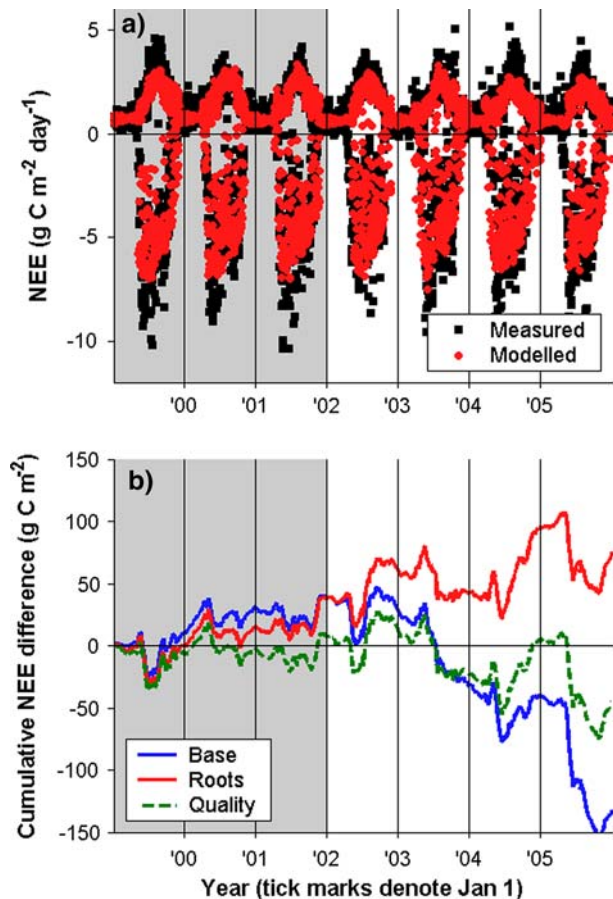 a)
5
0
-5
-10
NEE (g C m-2 day-1)
Measured
Modelled
'00 '01 '02 '03 '04 '05
b)
150
100
50
0
-50
-100
-150
Cumulative NEE difference (g C m-2)
Base
Roots
Quality
'00 '01 '02 '03 '04 '05
Year (tick marks denote Jan 1)